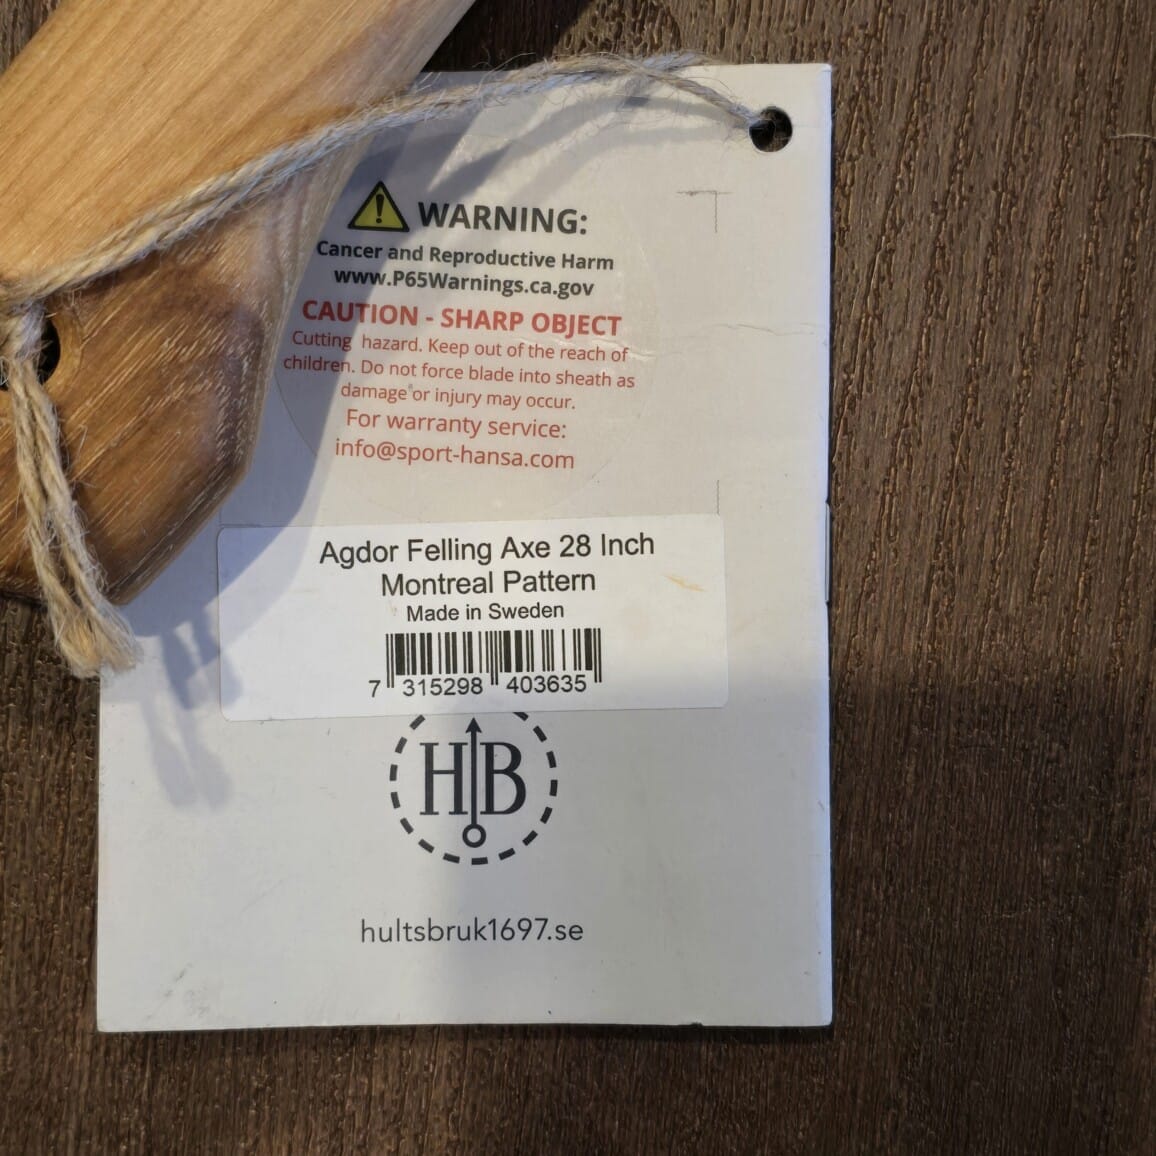 WARNING:
Cancer and Reproductive Harm
www.P65Warnings.ca.gov
CAUTION - SHARP OBJECT
Cutting hazard. Keep out of the reach of
children. Do not force blade into sheath as
damage or injury may occur.
For warranty service:
info@sport-hansa.com
Agdor Felling Axe 28 Inch
Montreal Pattern
Made in Sweden
7 315298 403635
HB
hultsbruk1697.se